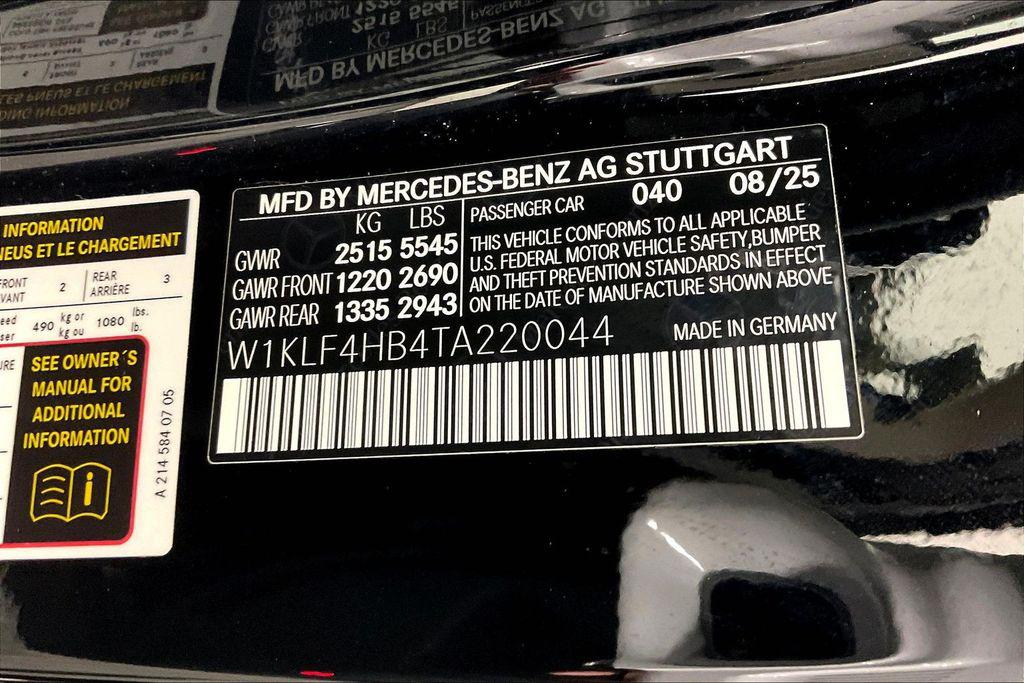 MFD BY MERCEDES-BENZ AG STUTTGART
KG LBS
GVWR 2515 5545
GAWR FRONT 1220 2690
GAWR REAR 1335 2943
PASSENGER CAR 040 08/25
THIS VEHICLE CONFORMS TO ALL APPLICABLE
U.S. FEDERAL MOTOR VEHICLE SAFETY,BUMPER
AND THEFT PREVENTION STANDARDS IN EFFECT
ON THE DATE OF MANUFACTURE SHOWN ABOVE
W1KLF4HB4TA220044
MADE IN GERMANY
INFORMATION
NEUS ET LE CHARGEMENT
FRONT 2 REAR 3
VANT ARRIÈRE
490 kg or 1080 lbs.
kg ou lb.
SEE OWNER´S
MANUAL FOR
ADDITIONAL
INFORMATION
A 214 584 07 05